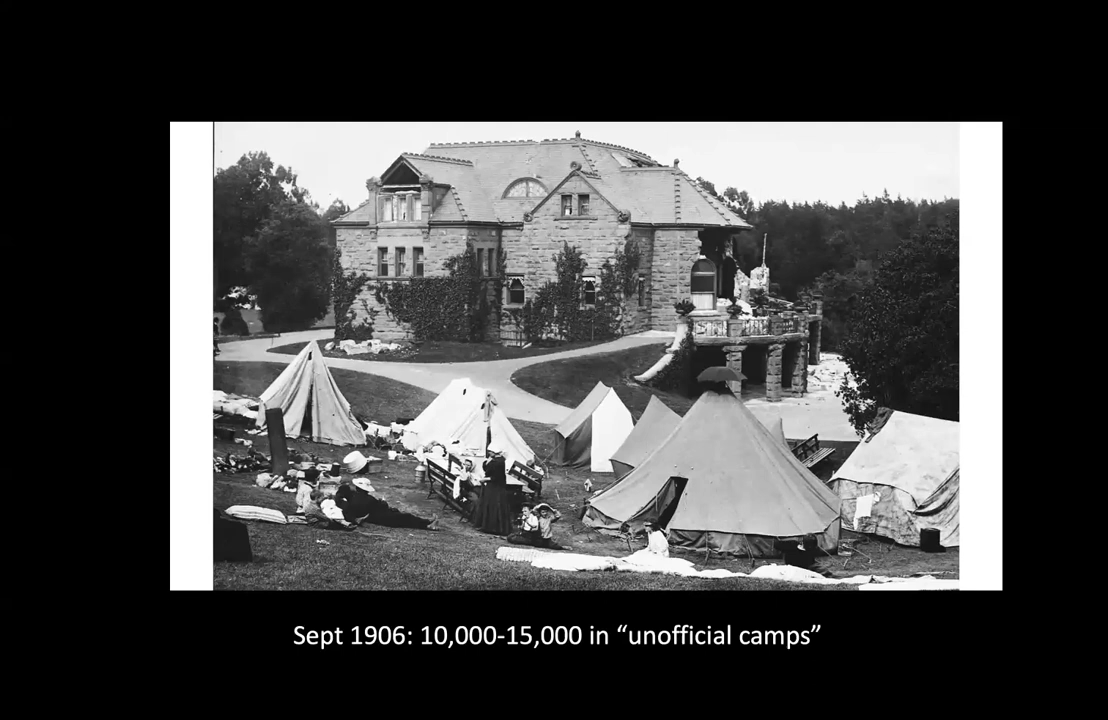 Sept 1906: 10,000-15,000 in “unofficial camps”